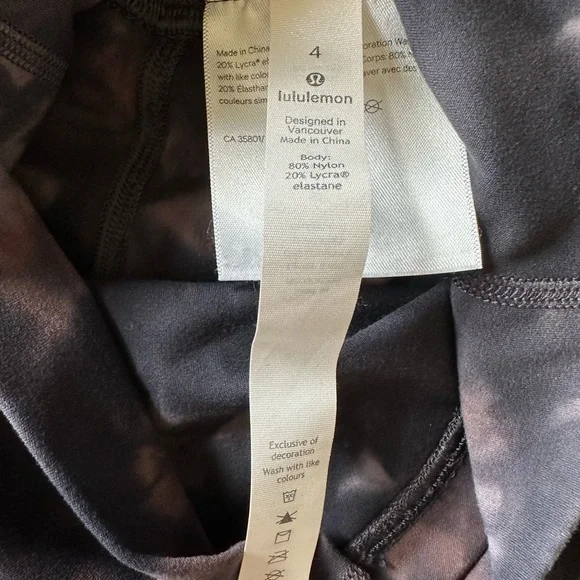 4
lululemon
Designed in
Vancouver
Made in China
Body:
80% Nylon
20% Lycra®
elastane
Exclusive of
decoration
Wash with like
colours
Made in China
20% Lycra®
with like colou
20% Élasthan
couleurs sim
CA 35801/
oration Wa
Corps: 80%
aver avec des